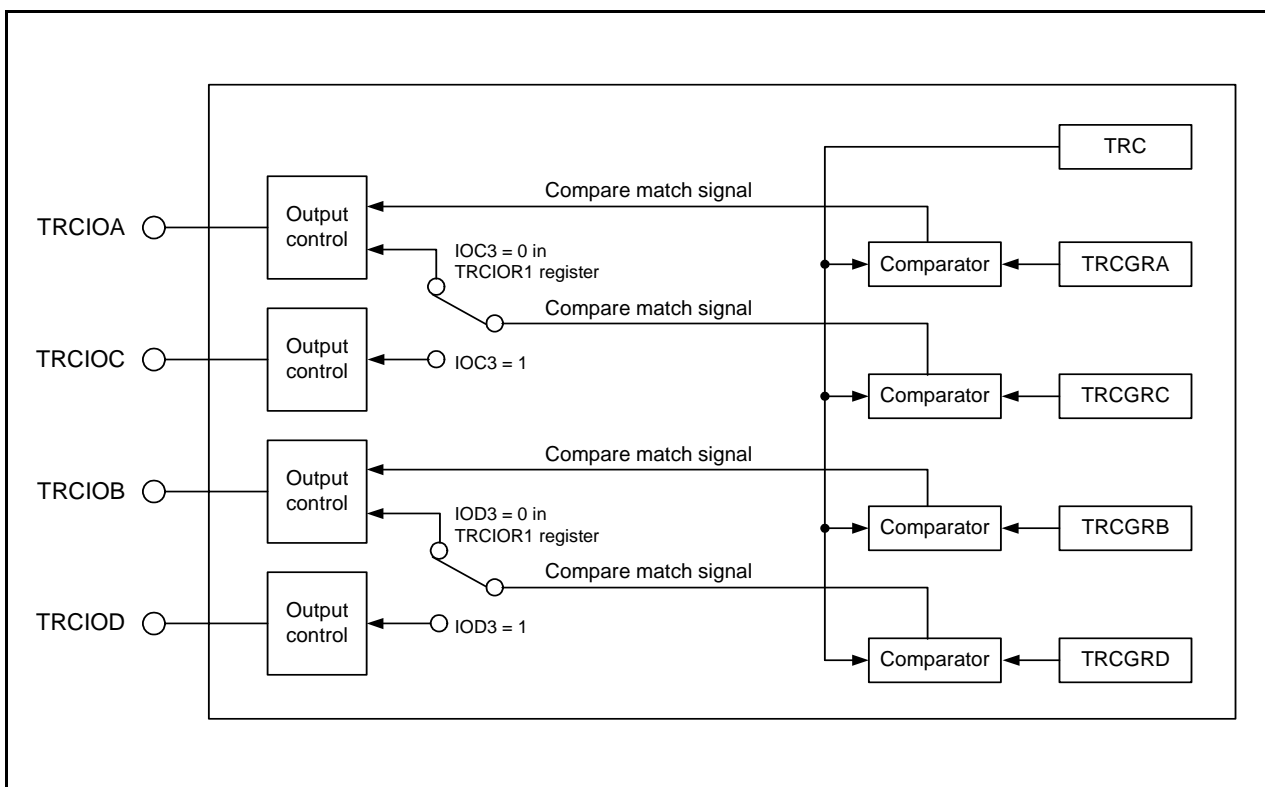 TRC
Compare match signal
TRCIOA
Output
control
IOC3 = 0 in
TRCIOR1 register
Comparator
TRCGRA
Compare match signal
TRCIOC
Output
control
IOC3 = 1
Comparator
TRCGRC
Compare match signal
TRCIOB
Output
control
IOD3 = 0 in
TRCIOR1 register
Comparator
TRCGRB
Compare match signal
TRCIOD
Output
control
IOD3 = 1
Comparator
TRCGRD